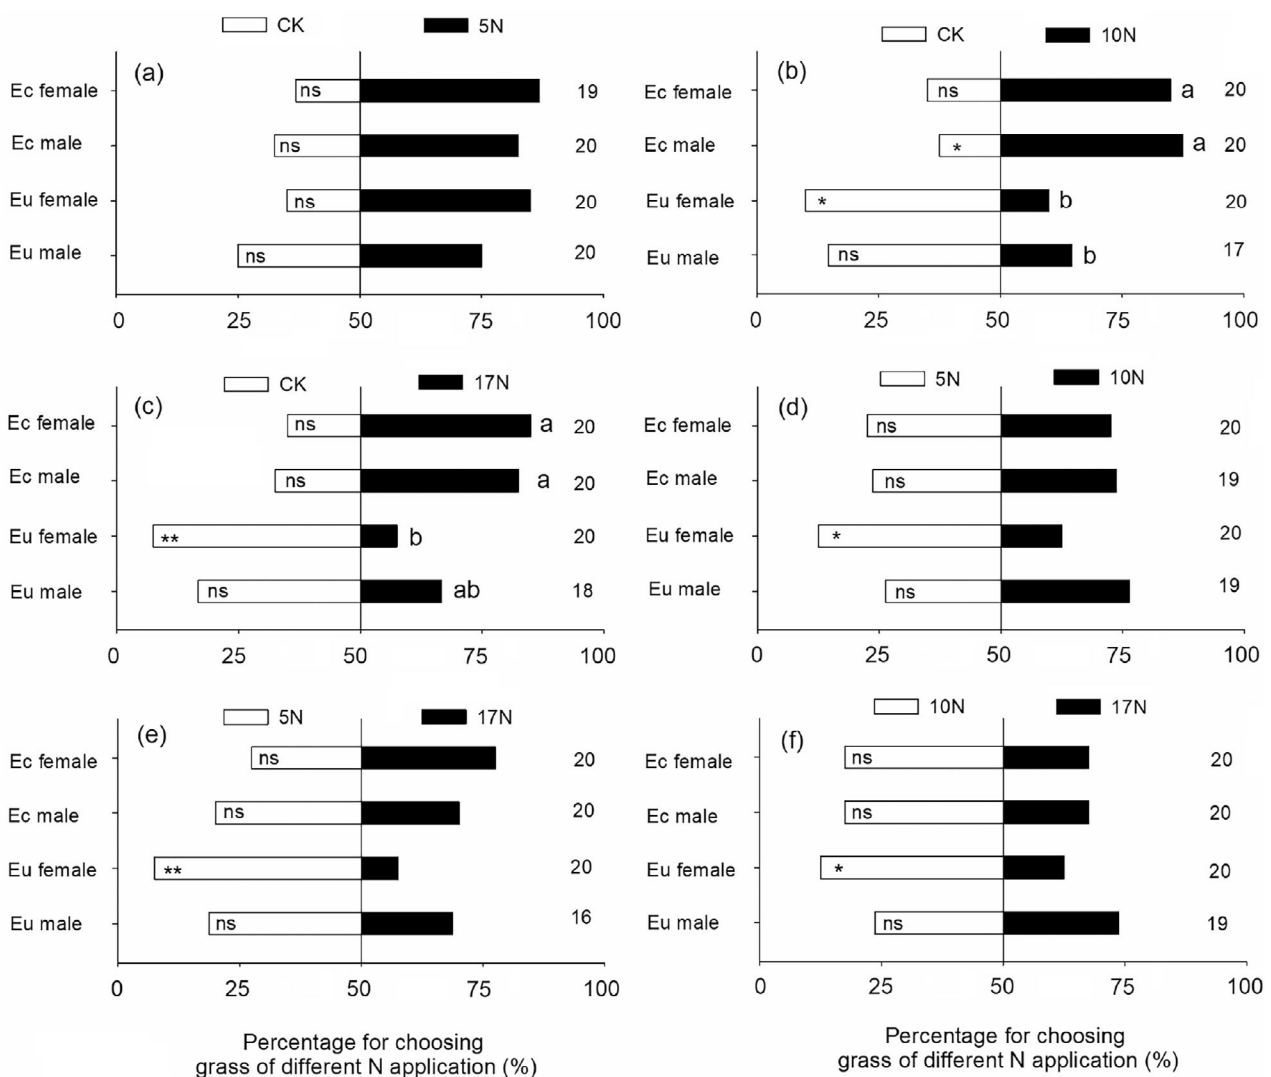 CK 5N
(a)
Ec female ns 19
Ec male ns 20
Eu female ns 20
Eu male ns 20
0 25 50 75 100
CK 10N
(b)
Ec female ns a 20
Ec male * a 20
Eu female * b 20
Eu male ns b 17
0 25 50 75 100
CK 17N
(c)
Ec female ns a 20
Ec male ns a 20
Eu female ** b 20
Eu male ns ab 18
0 25 50 75 100
5N 10N
(d)
Ec female ns 20
Ec male ns 19
Eu female * 20
Eu male ns 19
0 25 50 75 100
5N 17N
(e)
Ec female ns 20
Ec male ns 20
Eu female ** 20
Eu male ns 16
0 25 50 75 100
Percentage for choosing
grass of different N application (%)
10N 17N
(f)
Ec female ns 20
Ec male ns 20
Eu female * 20
Eu male ns 19
0 25 50 75 100
Percentage for choosing
grass of different N application (%)